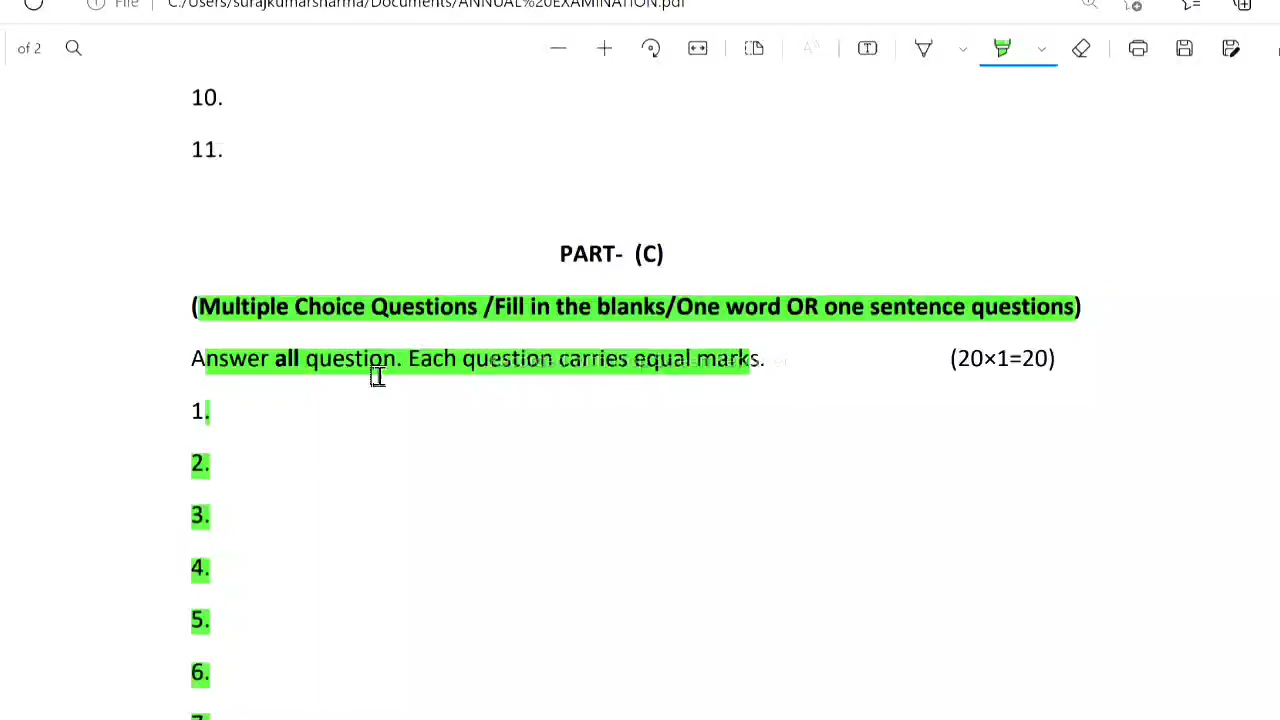 File
C:/Users/surajkumarsharma/Documents/ANNUAL%20EXAMINATION.pdf
of 2
10.
11.
PART- (C)
(Multiple Choice Questions /Fill in the blanks/One word OR one sentence questions)
Answer all question. Each question carries equal marks. (20×1=20)
1.
2.
3.
4.
5.
6.
7.